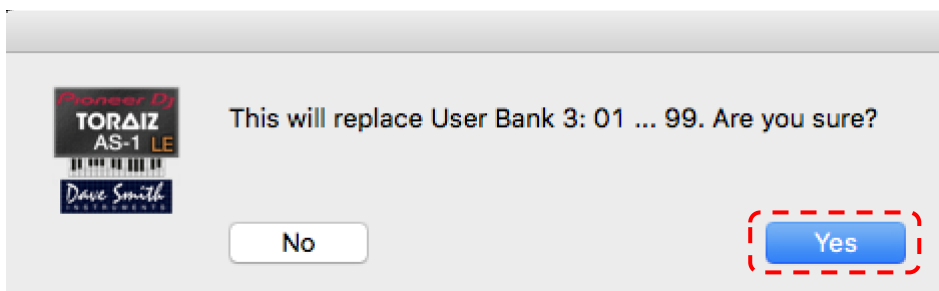 Pioneer Dj
TORΔIZ
AS-1 LE
Dave Smith
INSTRUMENTS
This will replace User Bank 3: 01 ... 99. Are you sure?
No
Yes